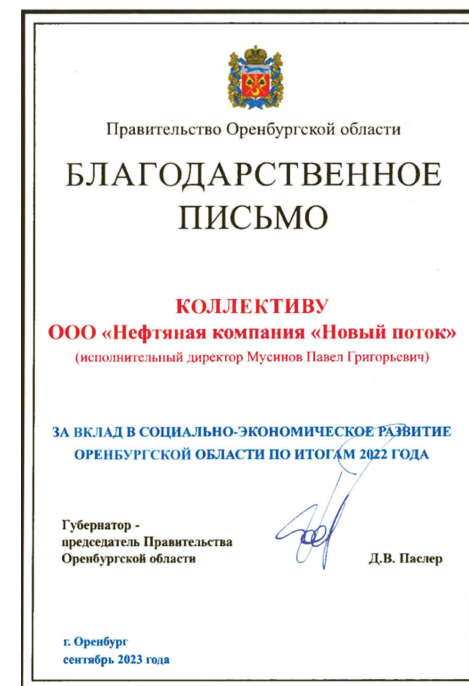 Правительство Оренбургской области
БЛАГОДАРСТВЕННОЕ
ПИСЬМО
КОЛЛЕКТИВУ
ООО «Нефтяная компания «Новый поток»
(исполнительный директор Мусинов Павел Григорьевич)
ЗА ВКЛАД В СОЦИАЛЬНО-ЭКОНОМИЧЕСКОЕ РАЗВИТИЕ
ОРЕНБУРГСКОЙ ОБЛАСТИ ПО ИТОГАМ 2022 ГОДА
Губернатор -
председатель Правительства
Оренбургской области
Д.В. Паслер
г. Оренбург
сентябрь 2023 года